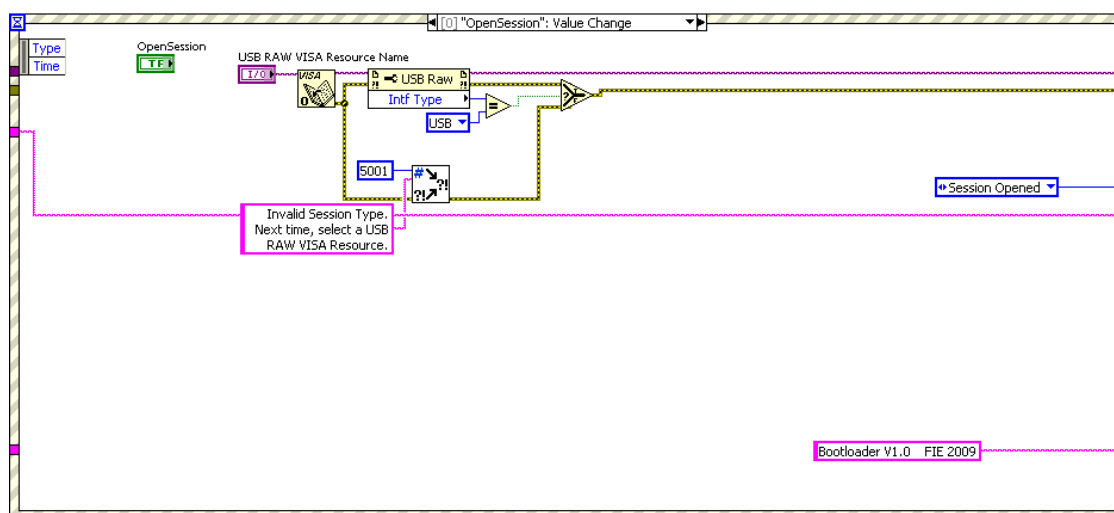 [0] "OpenSession": Value Change
Type
Time
OpenSession
TF
USB RAW VISA Resource Name
I/O
VISA
USB Raw
Intf Type
=
USB
?
5001
#
?!
?!
Session Opened
Invalid Session Type.
Next time, select a USB
RAW VISA Resource.
Bootloader V1.0 FIE 2009